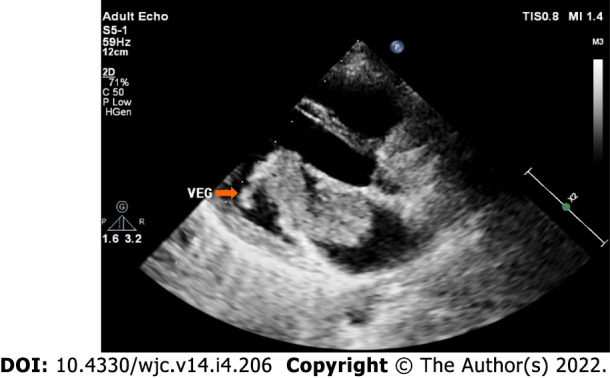 Adult Echo
TIS0.8 MI 1.4
S5-1
59Hz
12cm
M3
2D
71%
C 50
P Low
HGen
P
VEG
x2
G
P R
1.6 3.2
DOI: 10.4330/wjc.v14.i4.206 Copyright © The Author(s) 2022.